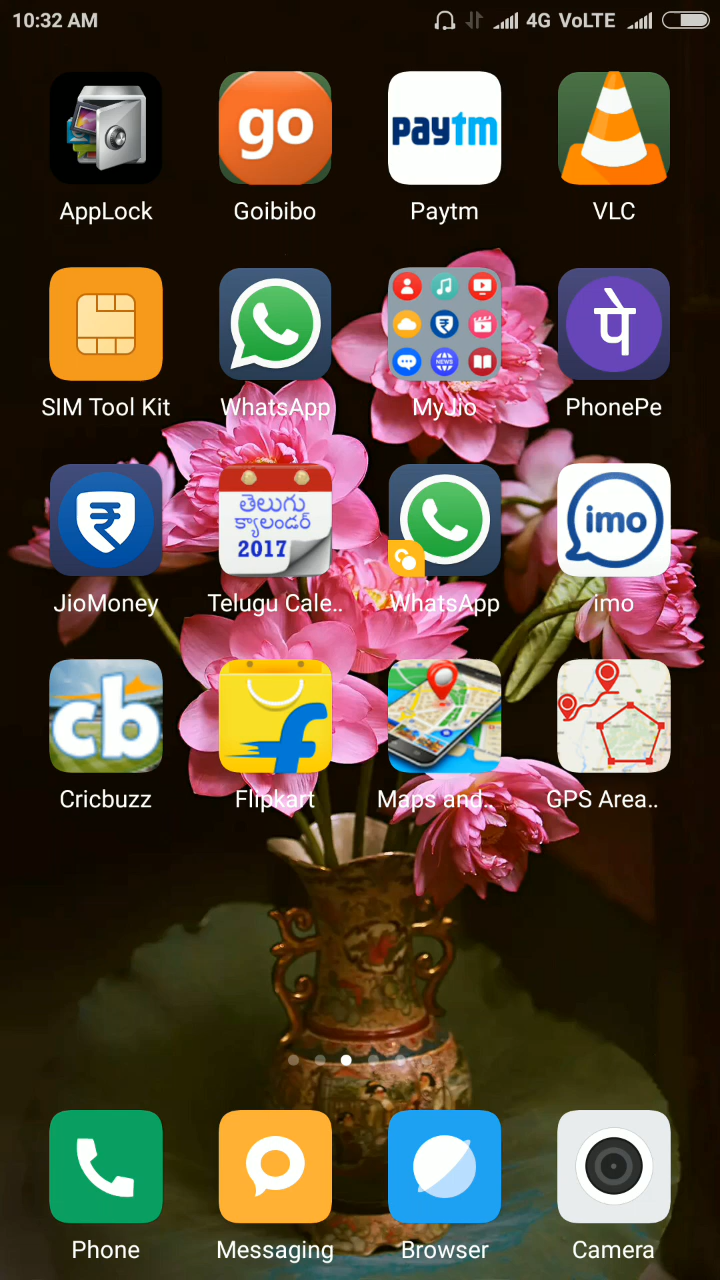 10:32 AM 4G VoLTE
go paytm
AppLock Goibibo Paytm VLC
पे
NEWS
SIM Tool Kit WhatsApp MyJio PhonePe
తెలుగు
క్యాలండర్
2017
imo
JioMoney Telugu Cale.. WhatsApp imo
cb f
Cricbuzz Flipkart Maps and.. GPS Area..
Phone Messaging Browser Camera